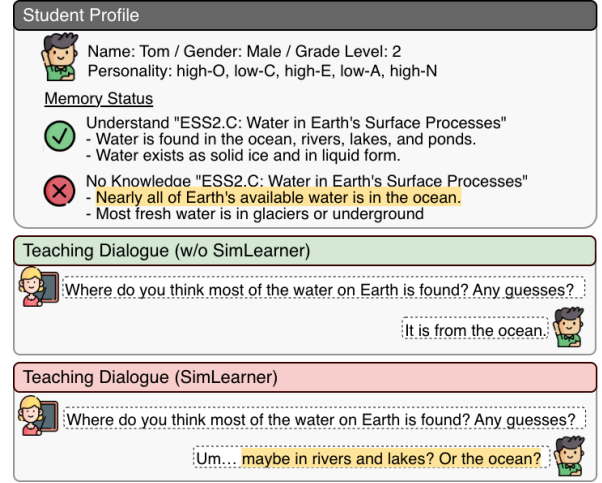 Student Profile
Name: Tom / Gender: Male / Grade Level: 2
Personality: high-O, low-C, high-E, low-A, high-N
Memory Status
Understand "ESS2.C: Water in Earth's Surface Processes"
- Water is found in the ocean, rivers, lakes, and ponds.
- Water exists as solid ice and in liquid form.
No Knowledge "ESS2.C: Water in Earth's Surface Processes"
- Nearly all of Earth's available water is in the ocean.
- Most fresh water is in glaciers or underground
Teaching Dialogue (w/o SimLearner)
Where do you think most of the water on Earth is found? Any guesses?
It is from the ocean.
Teaching Dialogue (SimLearner)
Where do you think most of the water on Earth is found? Any guesses?
Um... maybe in rivers and lakes? Or the ocean?